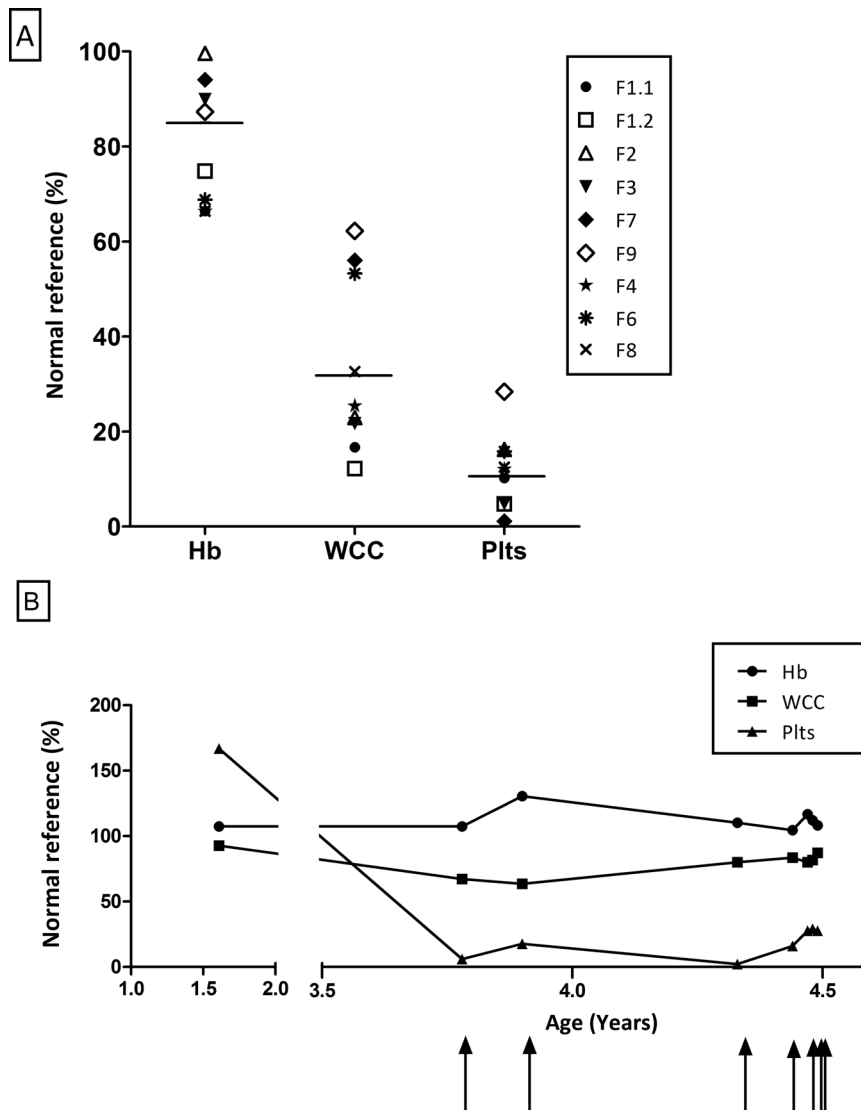 A
Normal reference (%)
100
80
60
40
20
0
Hb WCC Plts
F1.1
F1.2
F2
F3
F7
F9
F4
F6
F8
B
Hb
WCC
Plts
Normal reference (%)
200
150
100
50
0
1.0 1.5 2.0 3.5 4.0 4.5
Age (Years)